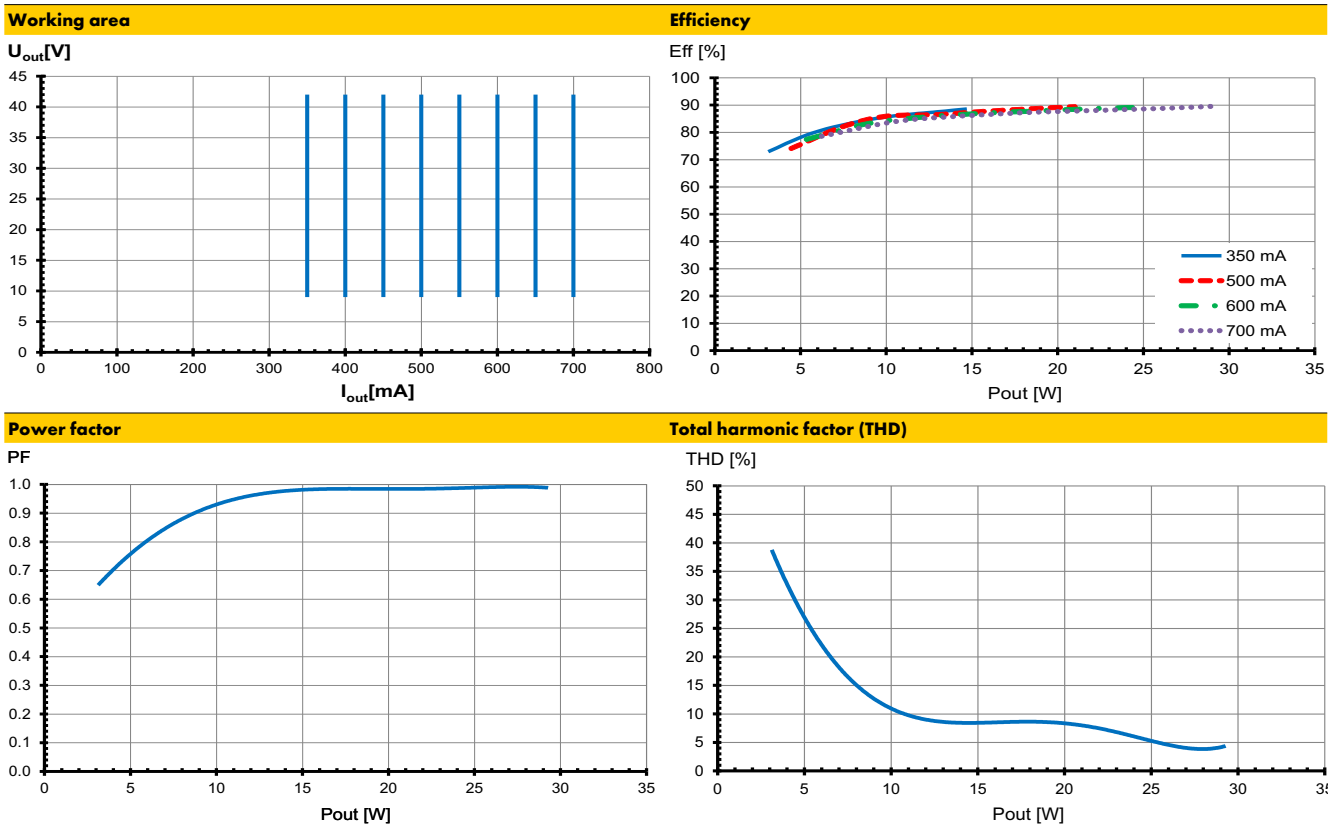 Working area
Efficiency
Uout[V]
Eff [%]
45
40
35
30
25
20
15
10
5
0
0 100 200 300 400 500 600 700 800
Iout[mA]
100
90
80
70
60
50
40
30
20
10
0
350 mA
500 mA
600 mA
700 mA
0 5 10 15 20 25 30 35
Pout [W]
Power factor
Total harmonic factor (THD)
PF
THD [%]
1.0
0.9
0.8
0.7
0.6
0.5
0.4
0.3
0.2
0.1
0.0
0 5 10 15 20 25 30 35
Pout [W]
50
45
40
35
30
25
20
15
10
5
0
0 5 10 15 20 25 30 35
Pout [W]